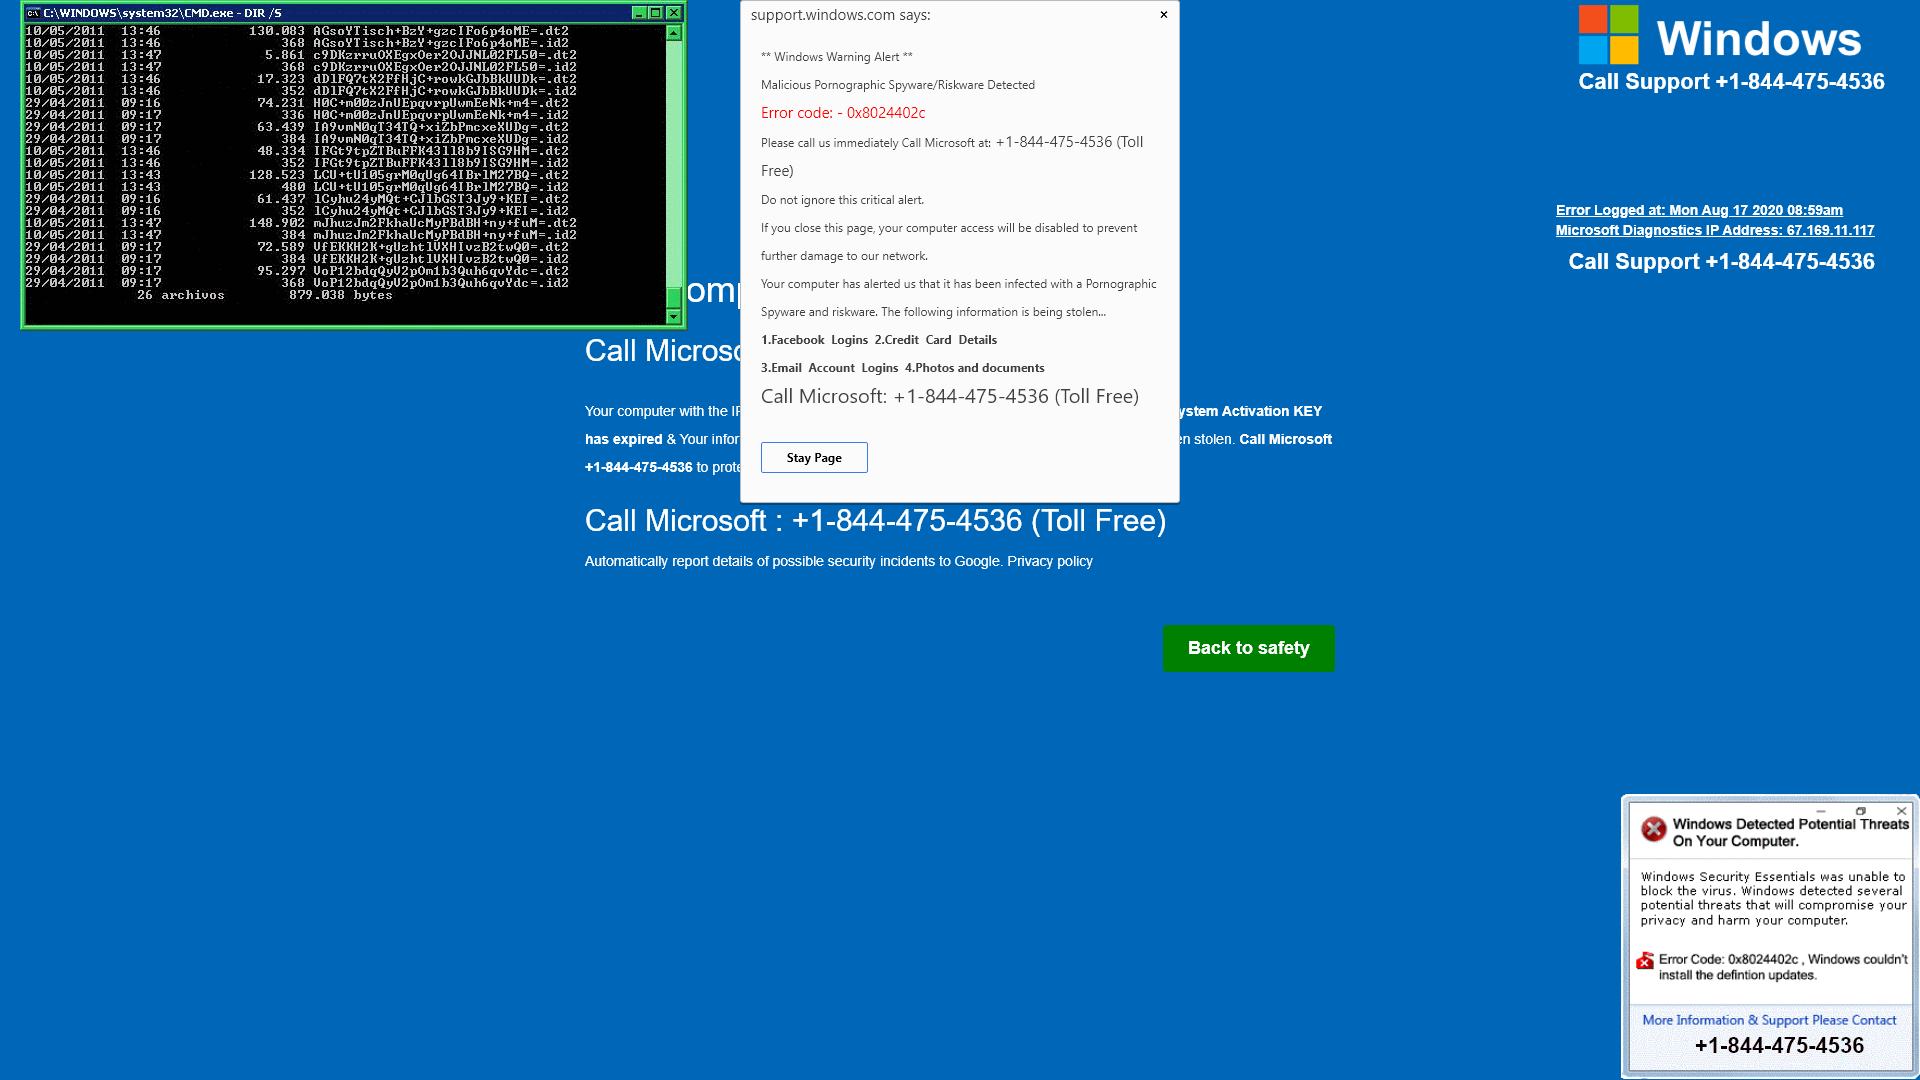 C:\WINDOWS\system32\CMD.exe - DIR /S
10/05/2011 13:46 130.083 AGsoYTisch+BzY+gzcIFo6p4oME=.dt2
10/05/2011 13:46 368 AGsoYTisch+BzY+gzcIFo6p4oME=.id2
10/05/2011 13:47 5.861 c9DKzrruOXEgxOer2OJJNL02FL50=.dt2
10/05/2011 13:47 368 c9DKzrruOXEgxOer2OJJNL02FL50=.id2
10/05/2011 13:46 17.323 dDlFQ7tX2FfHjC+rowkGJbBkUUDk=.dt2
10/05/2011 13:46 352 dDlFQ7tX2FfHjC+rowkGJbBkUUDk=.id2
29/04/2011 09:16 74.231 H0C+m00zJnUEpqvrpUwmEeNk+m4=.dt2
29/04/2011 09:17 336 H0C+m00zJnUEpqvrpUwmEeNk+m4=.id2
29/04/2011 09:17 63.439 IA9vmN0qT34TQ+xiZbPmcxeXUDg=.dt2
29/04/2011 09:17 384 IA9vmN0qT34TQ+xiZbPmcxeXUDg=.id2
10/05/2011 13:46 48.334 IFGt9tpZTBuFFK43ll8b9ISG9HM=.dt2
10/05/2011 13:46 352 IFGt9tpZTBuFFK43ll8b9ISG9HM=.id2
10/05/2011 13:43 128.523 LCU+tU105grM0qUg64IBrlM27BQ=.dt2
10/05/2011 13:43 480 LCU+tU105grM0qUg64IBrlM27BQ=.id2
29/04/2011 09:16 61.437 lCyhu24yMQt+CJlbGST3Jy9+KEI=.dt2
29/04/2011 09:16 352 lCyhu24yMQt+CJlbGST3Jy9+KEI=.id2
10/05/2011 13:47 148.902 mJhuzJm2FkhaUcMyPBdBH+ny+fuM=.dt2
10/05/2011 13:47 384 mJhuzJm2FkhaUcMyPBdBH+ny+fuM=.id2
29/04/2011 09:17 72.589 VfEKKH2K+gUzhtlVXHIvzB2twQ0=.dt2
29/04/2011 09:17 384 VfEKKH2K+gUzhtlVXHIvzB2twQ0=.id2
29/04/2011 09:17 95.297 VoP12bdqQyV2pOm1b3Quh6qvYdc=.dt2
29/04/2011 09:17 368 VoP12bdqQyV2pOm1b3Quh6qvYdc=.id2
26 archivos 879.038 bytes
support.windows.com says:
** Windows Warning Alert **
Malicious Pornographic Spyware/Riskware Detected
Error code: - 0x8024402c
Please call us immediately Call Microsoft at: +1-844-475-4536 (Toll
Free)
Do not ignore this critical alert.
If you close this page, your computer access will be disabled to prevent
further damage to our network.
Your computer has alerted us that it has been infected with a Pornographic
Spyware and riskware. The following information is being stolen...
1.Facebook Logins 2.Credit Card Details
3.Email Account Logins 4.Photos and documents
Call Microsoft: +1-844-475-4536 (Toll Free)
Stay Page
Windows
Call Support +1-844-475-4536
Error Logged at: Mon Aug 17 2020 08:59am
Microsoft Diagnostics IP Address: 67.169.11.117
Call Support +1-844-475-4536
Call
Your computer with the System Activation KEY
has expired & Your stolen. Call Microsoft
+1-844-475-4536 to
Call Microsoft : +1-844-475-4536 (Toll Free)
Automatically report details of possible security incidents to Google. Privacy policy
Back to safety
Windows Detected Potential Threats
On Your Computer.
Windows Security Essentials was unable to
block the virus. Windows detected several
potential threats that will compromise your
privacy and harm your computer.
Error Code: 0x8024402c , Windows couldn't
install the defintion updates.
More Information & Support Please Contact
+1-844-475-4536